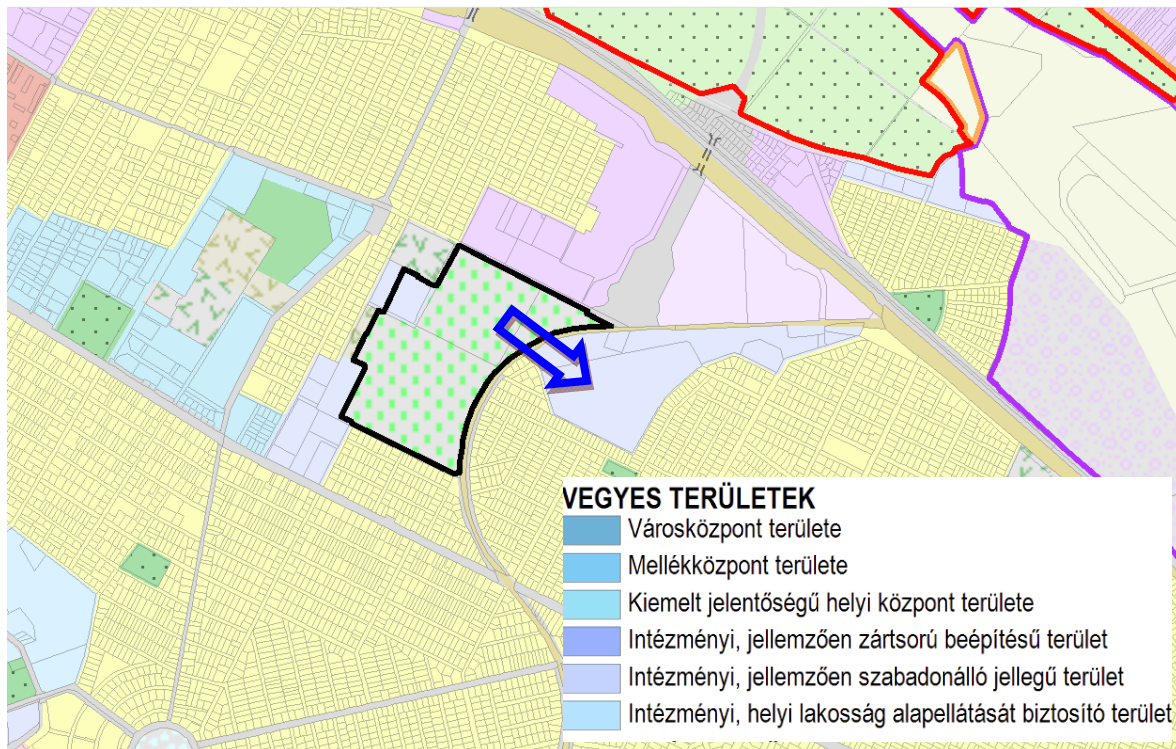 VEGYES TERÜLETEK
Városközpont területe
Mellékközpont területe
Kiemelt jelentőségű helyi központ területe
Intézményi, jellemzően zártsorú beépítésű terület
Intézményi, jellemzően szabadonálló jellegű terület
Intézményi, helyi lakosság alapellátását biztosító terület